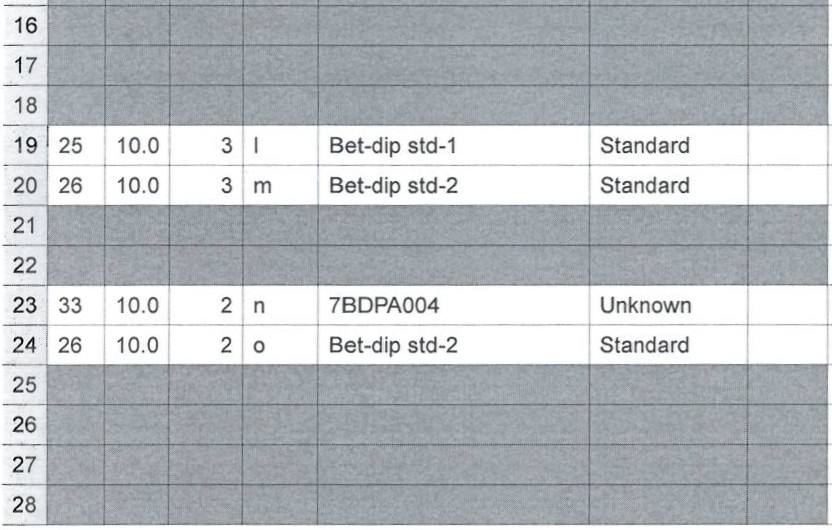 16
17
18
19 25 10.0 3 l Bet-dip std-1 Standard
20 26 10.0 3 m Bet-dip std-2 Standard
21
22
23 33 10.0 2 n 7BDPA004 Unknown
24 26 10.0 2 o Bet-dip std-2 Standard
25
26
27
28